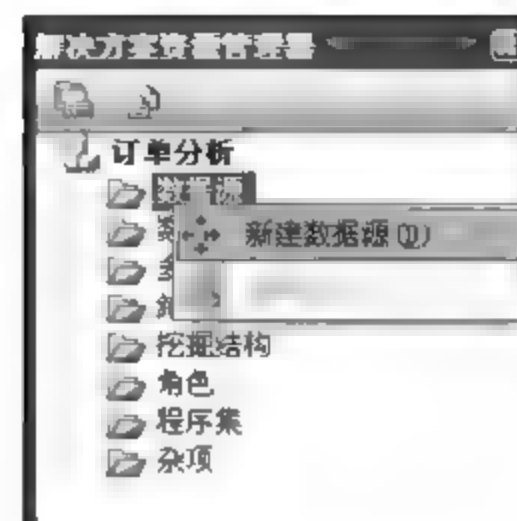 解决方案资源管理器
订单分析
数据源
新建数据源(D)
挖掘结构
角色
程序集
杂项